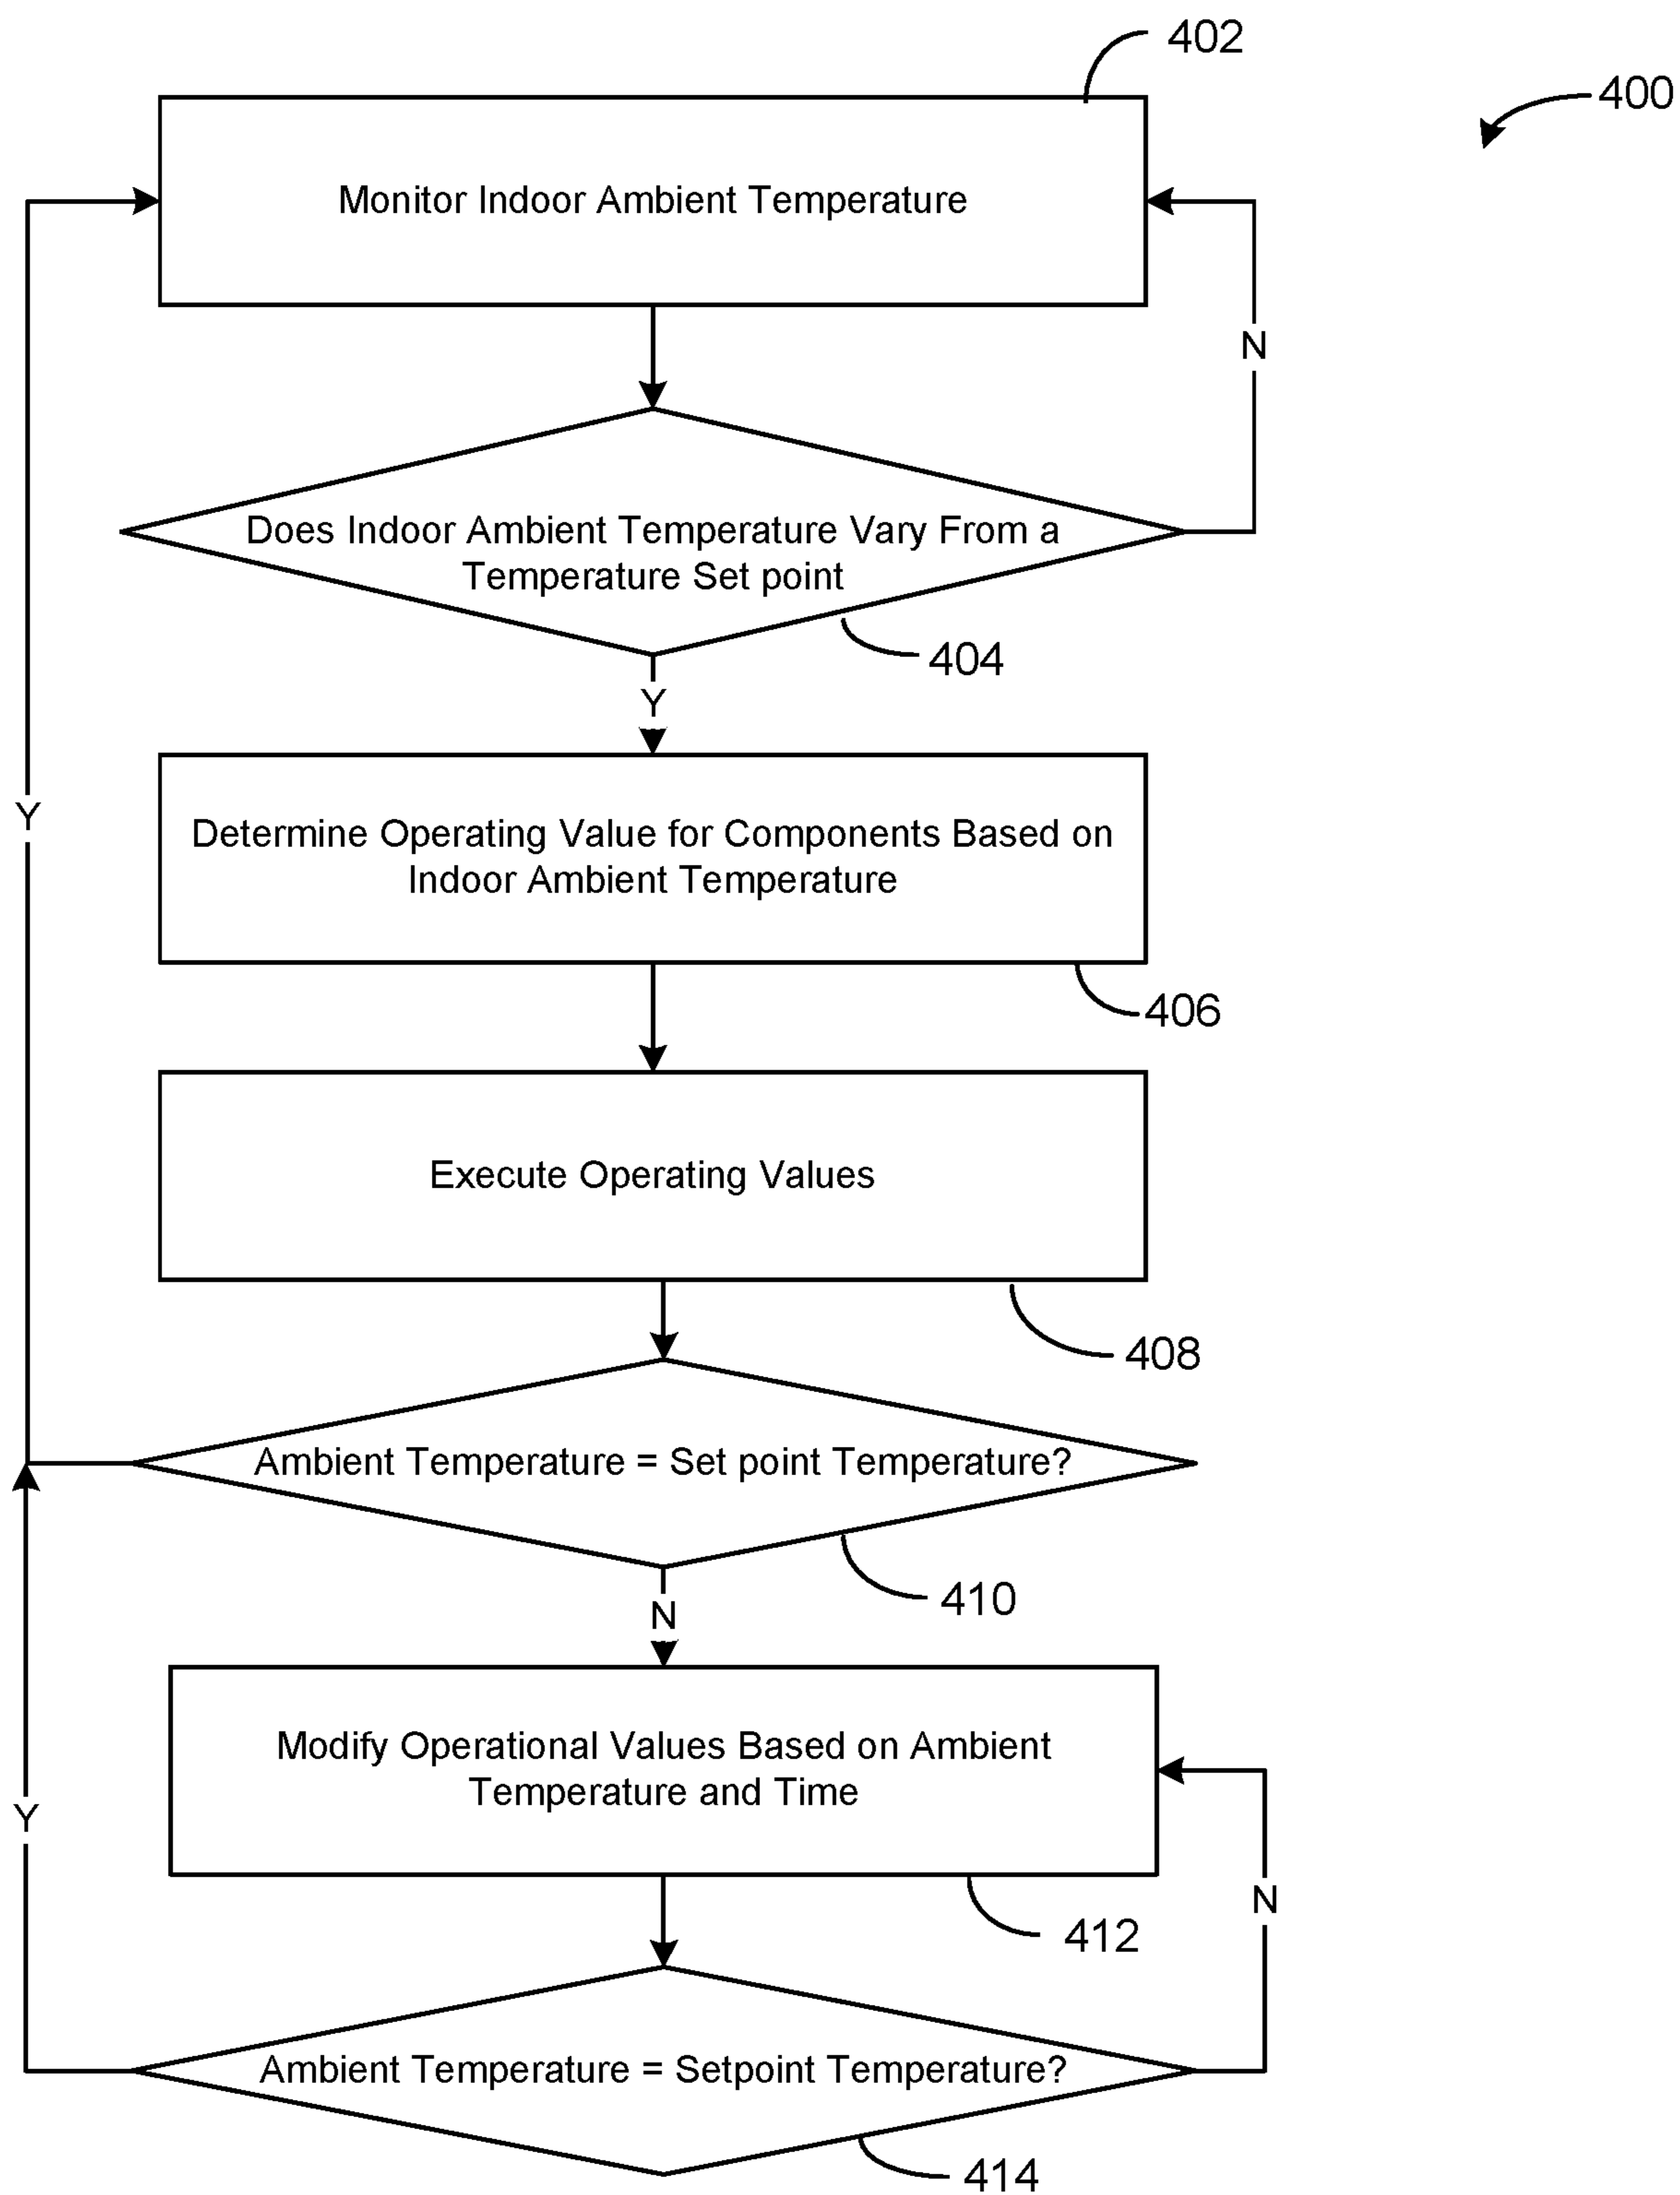 402
400
Monitor Indoor Ambient Temperature
N
Does Indoor Ambient Temperature Vary From a
Temperature Set point
404
Y
Y
Determine Operating Value for Components Based on
Indoor Ambient Temperature
406
Execute Operating Values
408
Ambient Temperature = Set point Temperature?
410
N
Modify Operational Values Based on Ambient
Temperature and Time
Y
N
412
Ambient Temperature = Setpoint Temperature?
414